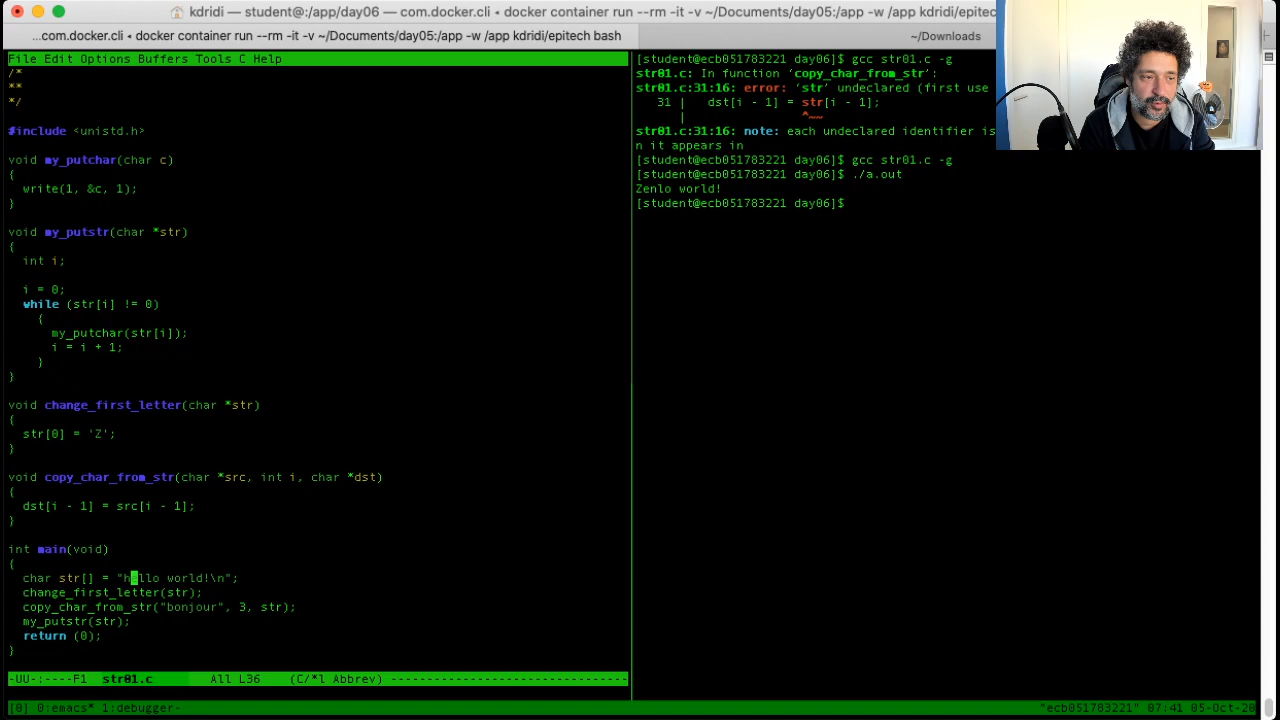 kdridi — student@:/app/day06 — com.docker.cli ◂ docker container run --rm -it -v ~/Documents/day05:/app -w /app kdridi/epitec
...com.docker.cli ◂ docker container run --rm -it -v ~/Documents/day05:/app -w /app kdridi/epitech bash
~/Downloads
File Edit Options Buffers Tools C Help
/*
**
*/
#include <unistd.h>
void my_putchar(char c)
{
  write(1, &c, 1);
}
void my_putstr(char *str)
{
  int i;
  i = 0;
  while (str[i] != 0)
    {
      my_putchar(str[i]);
      i = i + 1;
    }
}
void change_first_letter(char *str)
{
  str[0] = 'Z';
}
void copy_char_from_str(char *src, int i, char *dst)
{
  dst[i - 1] = src[i - 1];
}
int main(void)
{
  char str[] = "hello world!\n";
  change_first_letter(str);
  copy_char_from_str("bonjour", 3, str);
  my_putstr(str);
  return (0);
}
-UU-:----F1  str01.c        All L36    (C/*l Abbrev) ---------------------------------
[student@ecb051783221 day06]$ gcc str01.c -g
str01.c: In function ‘copy_char_from_str’:
str01.c:31:16: error: ‘str’ undeclared (first use
   31 |   dst[i - 1] = str[i - 1];
      |                ^~~
str01.c:31:16: note: each undeclared identifier is
n it appears in
[student@ecb051783221 day06]$ gcc str01.c -g
[student@ecb051783221 day06]$ ./a.out
Zenlo world!
[student@ecb051783221 day06]$
[0] 0:emacs* 1:debugger-
"ecb051783221" 07:41 05-Oct-20